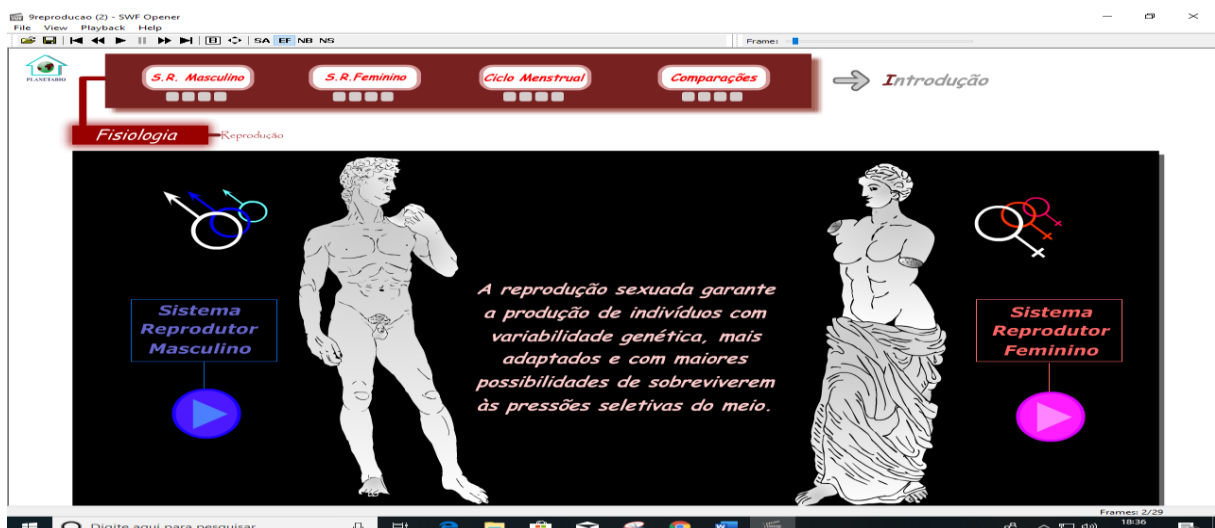 9reproducao (2) - SWF Opener
File View Playback Help
SA EF NB NS
Frame:
PLANETABIO
S.R. Masculino
S.R.Feminino
Ciclo Menstrual
Comparações
Introdução
Fisiologia
Reprodução
Sistema
Reprodutor
Masculino
A reprodução sexuada garante
a produção de indivíduos com
variabilidade genética, mais
adaptados e com maiores
possibilidades de sobreviverem
às pressões seletivas do meio.
Sistema
Reprodutor
Feminino
Frames: 2/29
Digite aqui para pesquisar
18:36